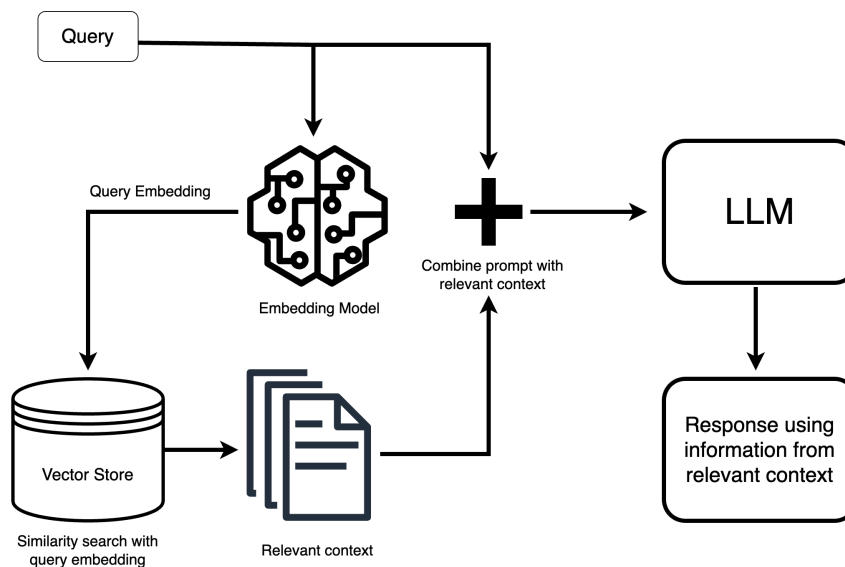 Query
Query Embedding
Embedding Model
Combine prompt with
relevant context
LLM
Vector Store
Similarity search with
query embedding
Relevant context
Response using
information from
relevant context